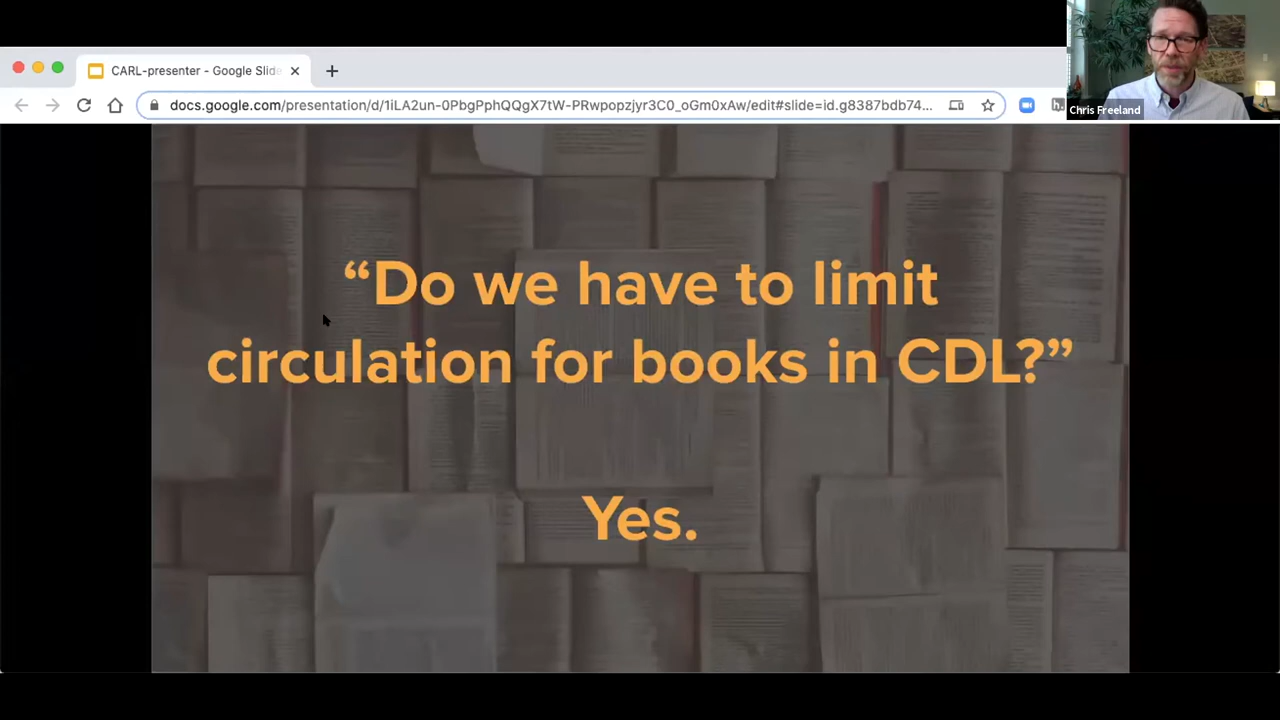 CARL-presenter - Google Slide
docs.google.com/presentation/d/1iLA2un-0PbgPphQQgX7tW-PRwpopzjyr3C0_oGm0xAw/edit#slide=id.g8387bdb74...
h.
Chris Freeland
“Do we have to limit
circulation for books in CDL?”
Yes.